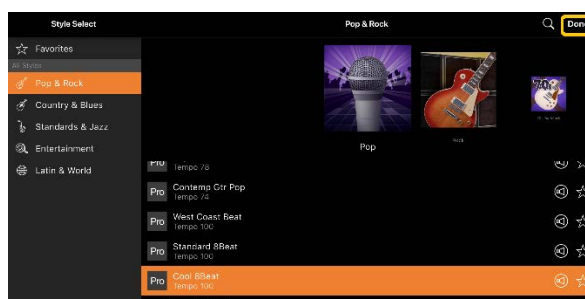 Style Select
Pop & Rock
Don
Favorites
All Styles
Pop & Rock
Country & Blues
Standards & Jazz
Entertainment
Latin & World
Pop
Rock
70s
Pro
Tempo 78
Pro
Contemp Gtr Pop
Tempo 74
Pro
West Coast Beat
Tempo 100
Pro
Standard 8Beat
Tempo 100
Pro
Cool 8Beat
Tempo 100